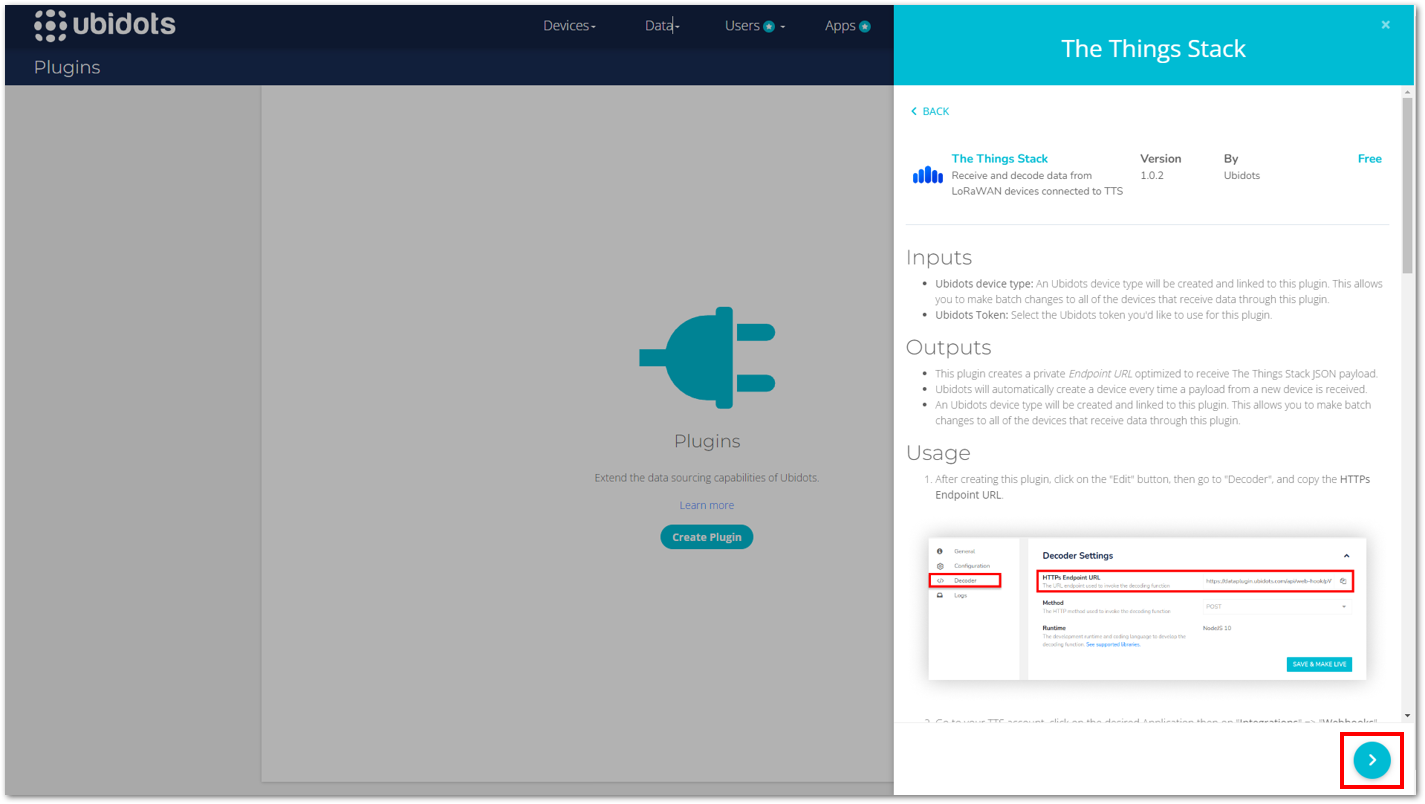 ubidots
Devices
Data
Users
Apps
Plugins
Plugins
Extend the data sourcing capabilities of Ubidots.
Learn more
Create Plugin
×
The Things Stack
BACK
The Things Stack
Receive and decode data from
LoRaWAN devices connected to TTS
Version
1.0.2
By
Ubidots
Free
Inputs
Ubidots device type: An Ubidots device type will be created and linked to this plugin. This allows
you to make batch changes to all of the devices that receive data through this plugin.
Ubidots Token: Select the Ubidots token you'd like to use for this plugin.
Outputs
This plugin creates a private Endpoint URL optimized to receive The Things Stack JSON payload.
Ubidots will automatically create a device every time a payload from a new device is received.
An Ubidots device type will be created and linked to this plugin. This allows you to make batch
changes to all of the devices that receive data through this plugin.
Usage
1. After creating this plugin, click on the "Edit" button, then go to "Decoder", and copy the HTTPs
Endpoint URL.
General
Configuration
Decoder
Logs
Decoder Settings
HTTPs Endpoint URL
The URL endpoint used to invoke the decoding function
https://dataplugin.ubidots.com/api/web-hook/pV
Method
The HTTP method used to invoke the decoding function
POST
Runtime
The development runtime and coding language to develop the
decoding function. See supported libraries.
NodeJS 10
SAVE & MAKE LIVE
2. Go to your TTS account, click on the desired Application then on "Integrations" => "Webhooks"